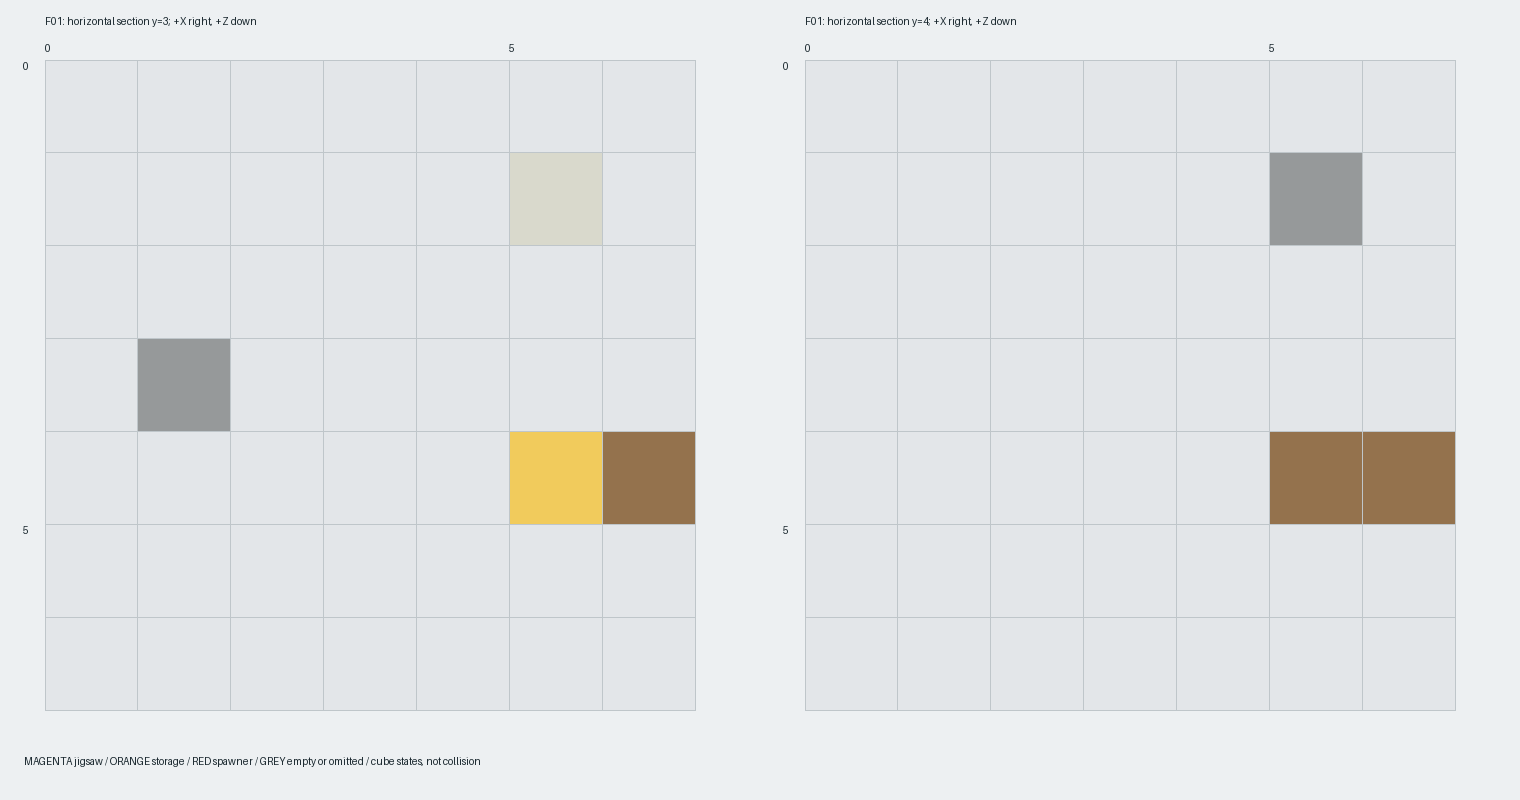 F01: horizontal section y=3; +X right, +Z down
0 5
0
5
F01: horizontal section y=4; +X right, +Z down
0 5
0
5
MAGENTA jigsaw / ORANGE storage / RED spawner / GREY empty or omitted / cube states, not collision